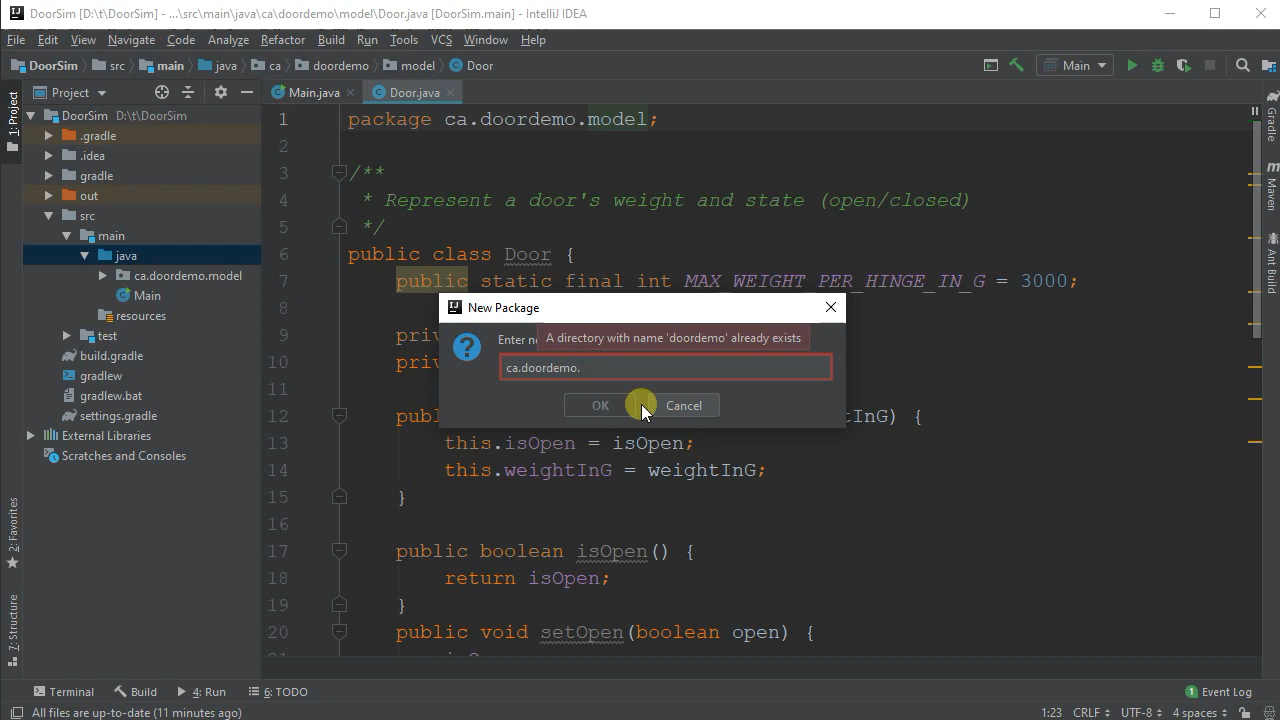 DoorSim [D:\t\DoorSim] - ...\src\main\java\ca\doordemo\model\Door.java [DoorSim.main] - IntelliJ IDEA
File Edit View Navigate Code Analyze Refactor Build Run Tools VCS Window Help
DoorSim src main java ca doordemo model Door
Main
Project
Main.java
Door.java
1: Project
2: Favorites
7: Structure
DoorSim D:\t\DoorSim
.gradle
.idea
gradle
out
src
main
java
ca.doordemo.model
Main
resources
test
build.gradle
gradlew
gradlew.bat
settings.gradle
External Libraries
Scratches and Consoles
1 package ca.doordemo.model;
2
3 /**
4 * Represent a door's weight and state (open/closed)
5 */
6 public class Door {
7 public static final int MAX_WEIGHT_PER_HINGE_IN_G = 3000;
8
9 priv
10 priv
11
12 pub tInG) {
13 this.isOpen = isOpen;
14 this.weightInG = weightInG;
15 }
16
17 public boolean isOpen() {
18 return isOpen;
19 }
20 public void setOpen(boolean open) {
New Package
Enter ne
A directory with name 'doordemo' already exists
ca.doordemo.
OK
Cancel
Gradle
Maven
Ant Build
Terminal Build 4: Run 6: TODO
1 Event Log
All files are up-to-date (11 minutes ago)
1:23 CRLF UTF-8 4 spaces